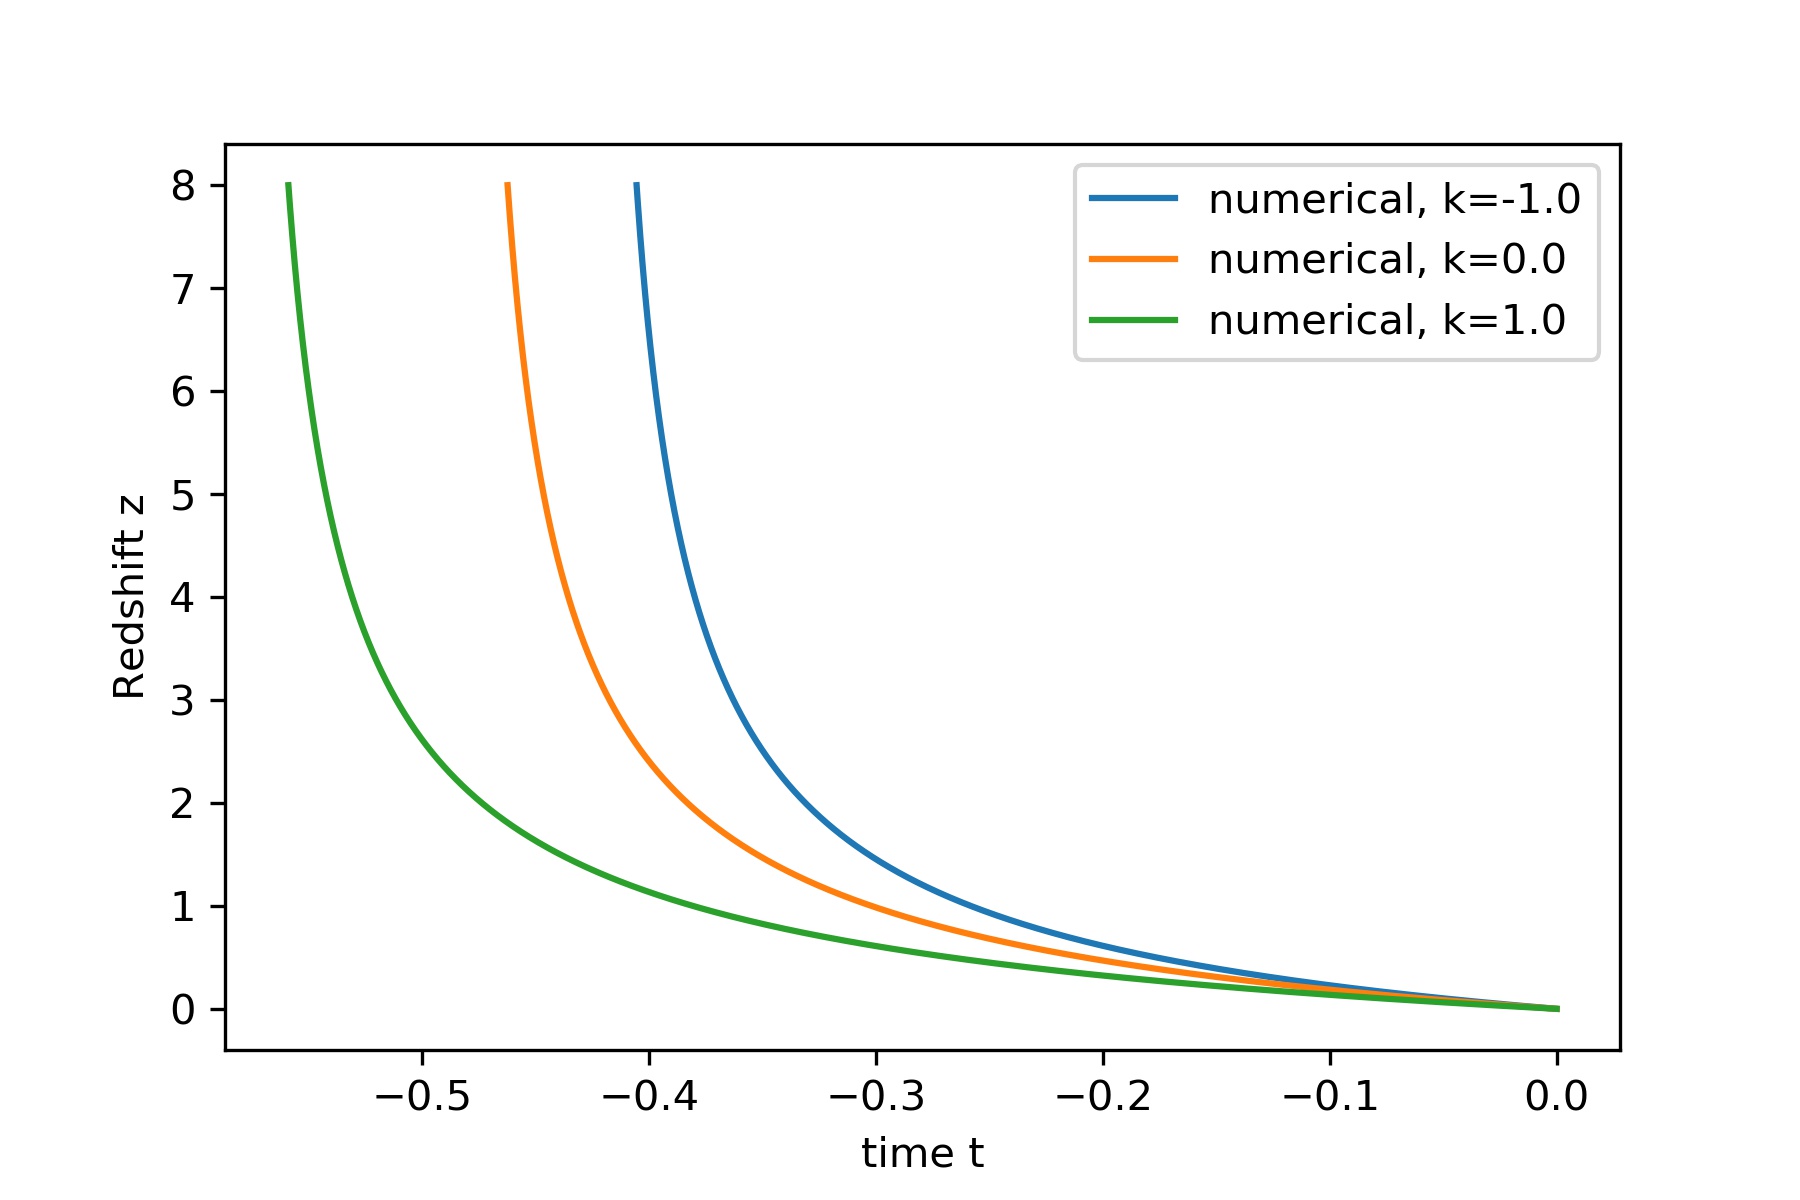 numerical, k=-1.0
numerical, k=0.0
numerical, k=1.0
8
7
6
5
4
3
2
1
0
Redshift z
−0.5 −0.4 −0.3 −0.2 −0.1 0.0
time t